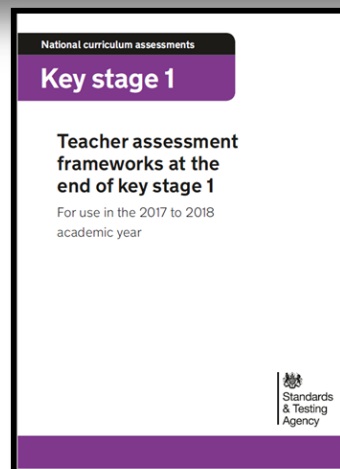 National curriculum assessments
Key stage 1
Teacher assessment
frameworks at the
end of key stage 1
For use in the 2017 to 2018
academic year
Standards
& Testing
Agency